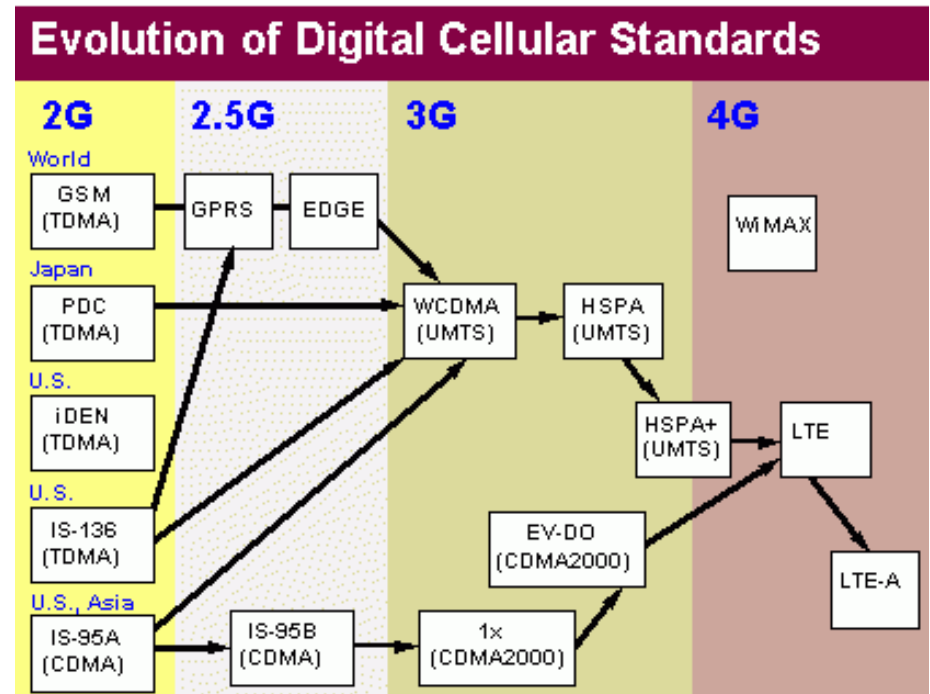 Evolution of Digital Cellular Standards
2G
2.5G
3G
4G
World
GSM
(TDMA)
GPRS
EDGE
WiMAX
Japan
PDC
(TDMA)
WCDMA
(UMTS)
HSPA
(UMTS)
U.S.
iDEN
(TDMA)
HSPA+
(UMTS)
LTE
U.S.
IS-136
(TDMA)
EV-DO
(CDMA2000)
LTE-A
U.S., Asia
IS-95A
(CDMA)
IS-95B
(CDMA)
1x
(CDMA2000)